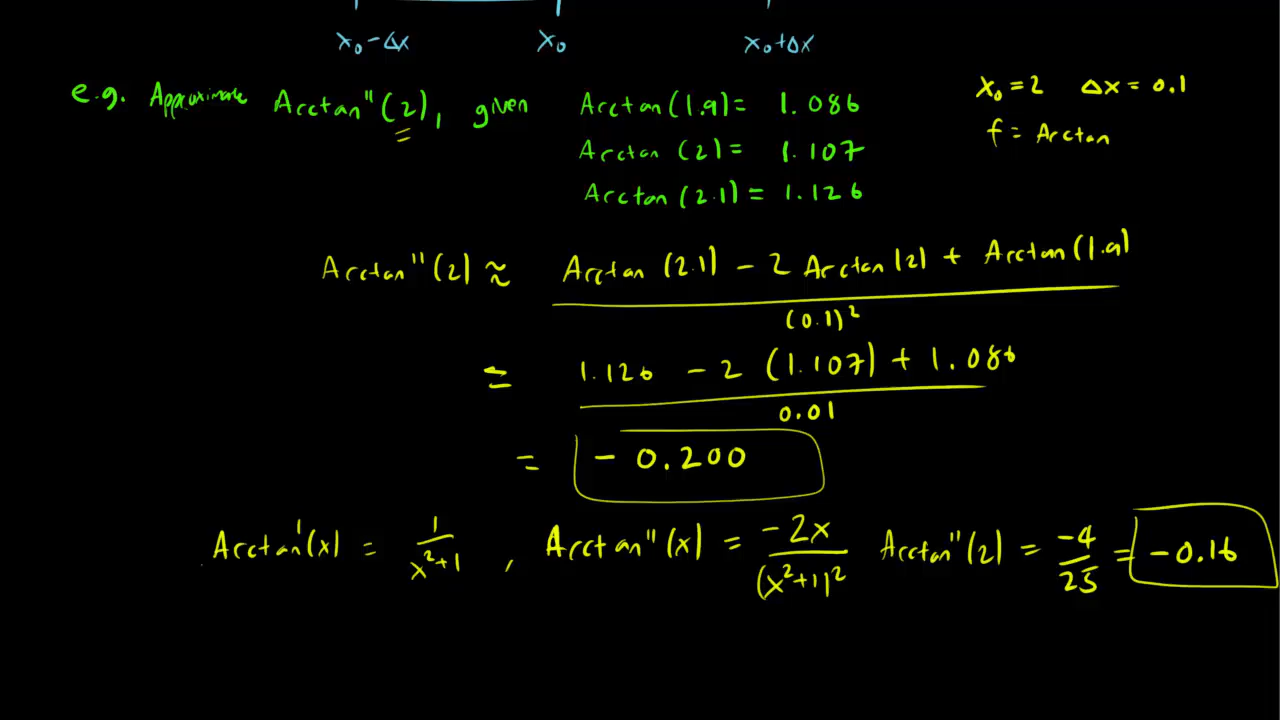 x₀-Δx x₀ x₀+Δx
e.g. Approximate Arctan"(2), given Arctan(1.9)= 1.086 x₀=2 Δx=0.1
Arctan(2)= 1.107 f= Arctan
Arctan(2.1)= 1.126
Arctan"(2) ≈ Arctan(2.1) - 2 Arctan(2) + Arctan(1.9)
(0.1)²
= 1.126 - 2 (1.107) + 1.086
0.01
= - 0.200
Arctan'(x) = 1/(x²+1) , Arctan"(x) = -2x/(x²+1)² Arctan"(2) = -4/25 = -0.16